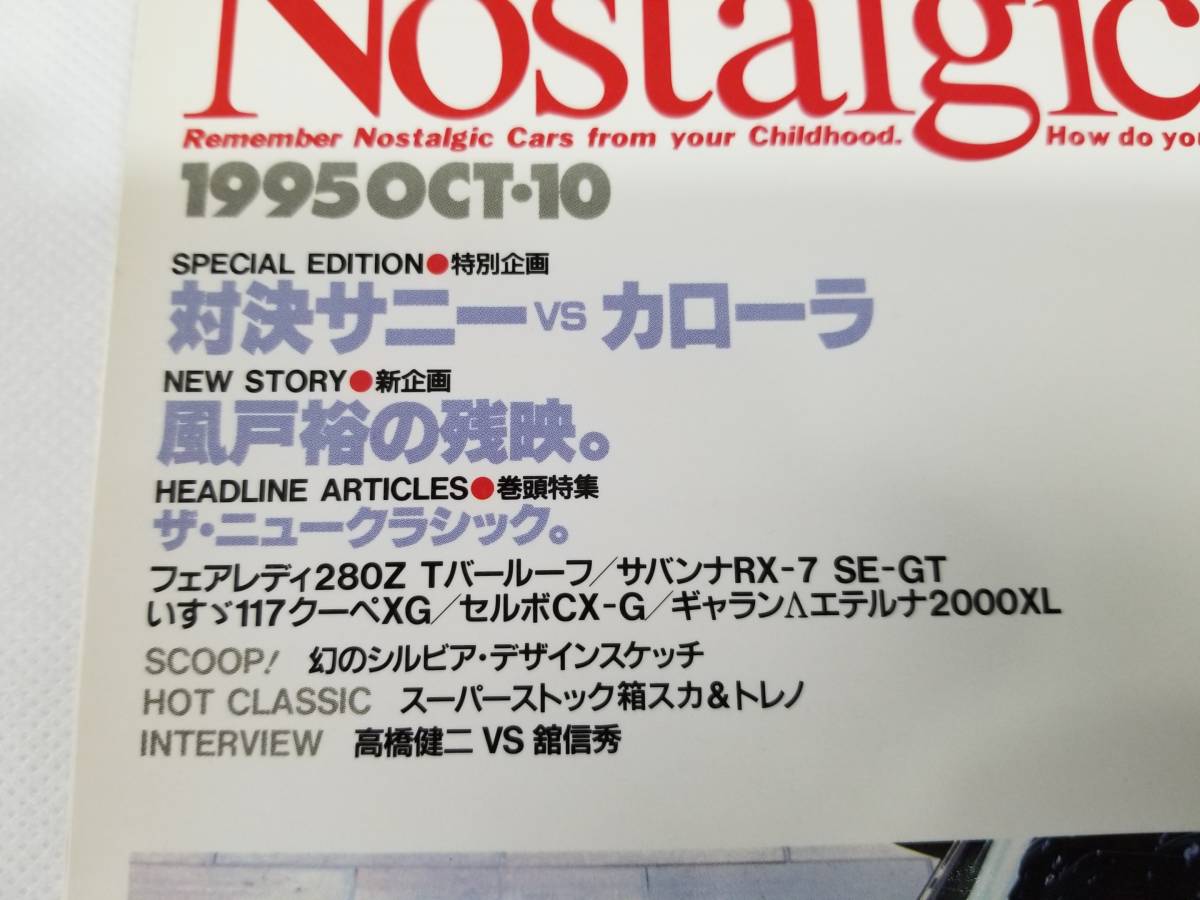 Nostalgic
Remember Nostalgic Cars from your Childhood. How do you
1995 OCT・10
SPECIAL EDITION●特別企画
対決サニーvsカローラ
NEW STORY●新企画
風戸裕の残映。
HEADLINE ARTICLES●巻頭特集
ザ・ニュークラシック。
フェアレディ280Z Tバールーフ/サバンナRX-7 SE-GT
いすゞ117クーペXG/セルボCX-G/ギャランΛエテルナ2000XL
SCOOP! 幻のシルビア・デザインスケッチ
HOT CLASSIC スーパーストック箱スカ&トレノ
INTERVIEW 高橋健二 VS 舘信秀